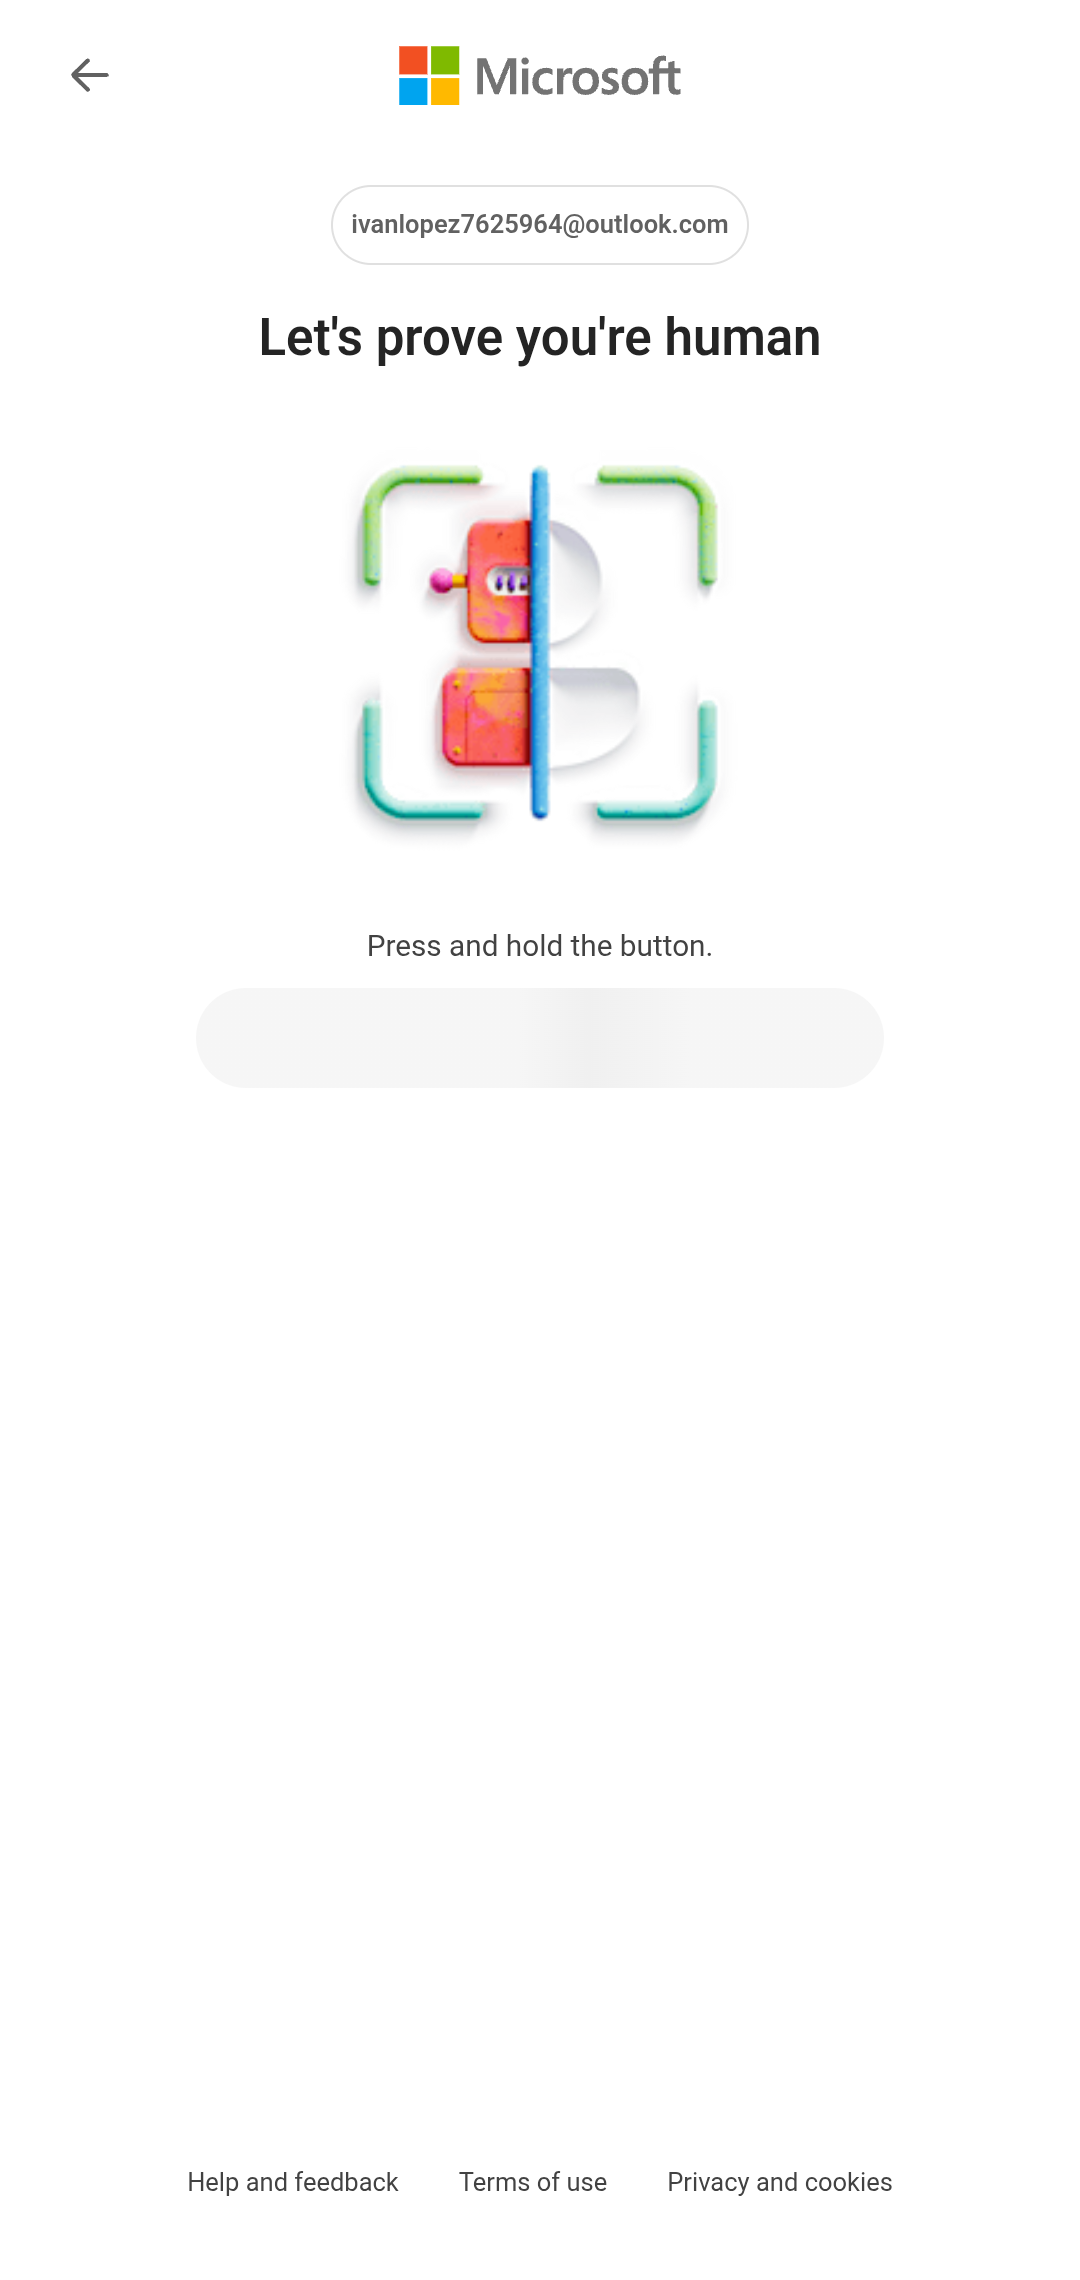 Microsoft
ivanlopez7625964@outlook.com
Let's prove you're human
Press and hold the button.
Help and feedback
Terms of use
Privacy and cookies